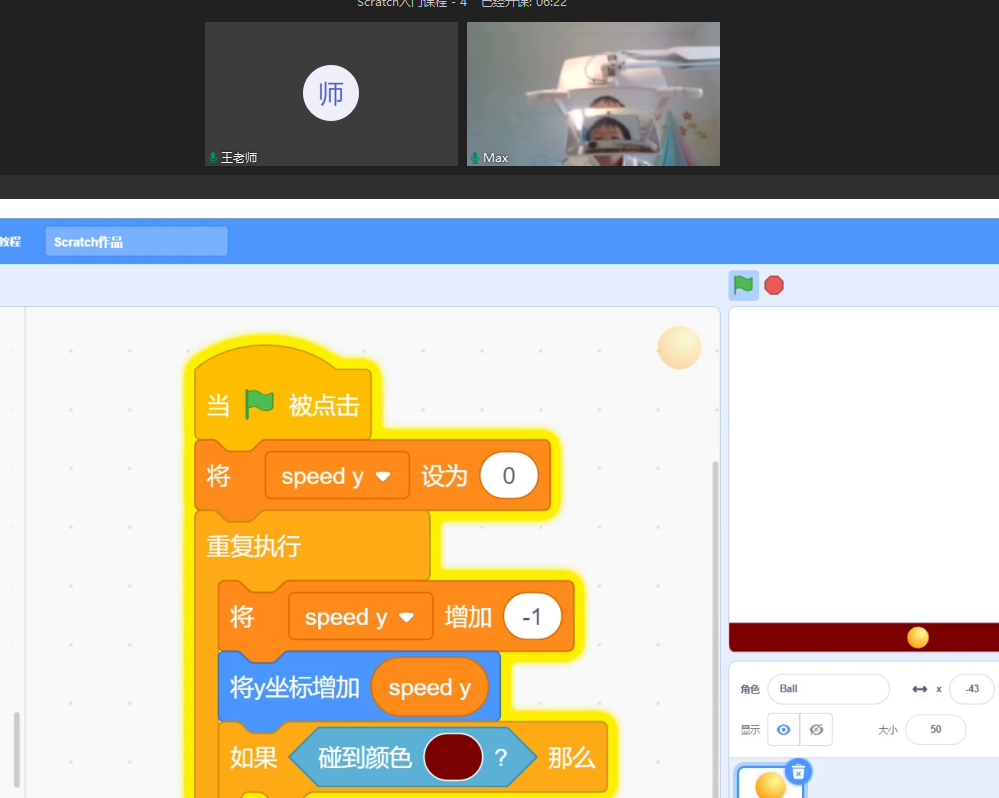 Scratch入门课程 - 4 已经开课: 06:22
师
王老师
Max
教程
Scratch作品
当 被点击
将 speed y 设为 0
重复执行
将 speed y 增加 -1
将y坐标增加 speed y
如果 碰到颜色 ? 那么
角色 Ball x -43
显示 大小 50